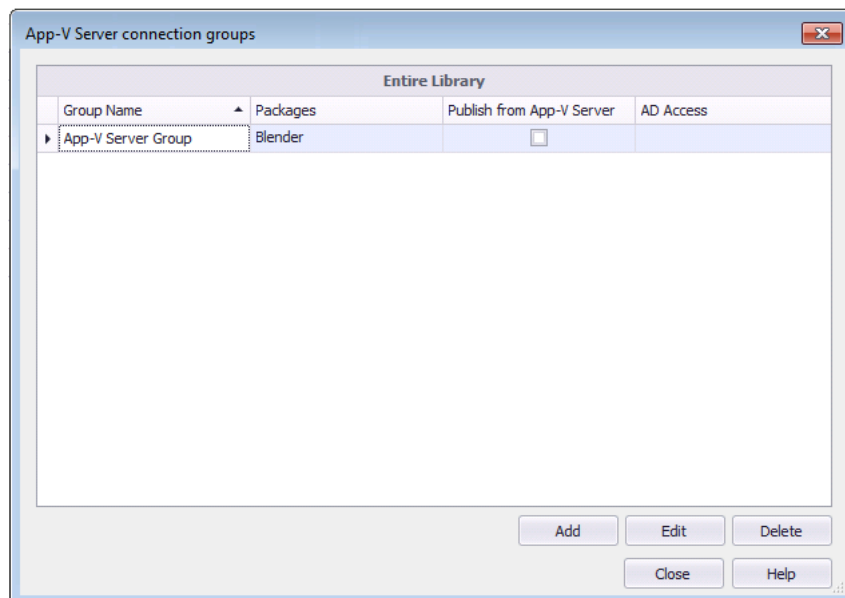 App-V Server connection groups
Entire Library
Group Name Packages Publish from App-V Server AD Access
App-V Server Group Blender
Add Edit Delete
Close Help